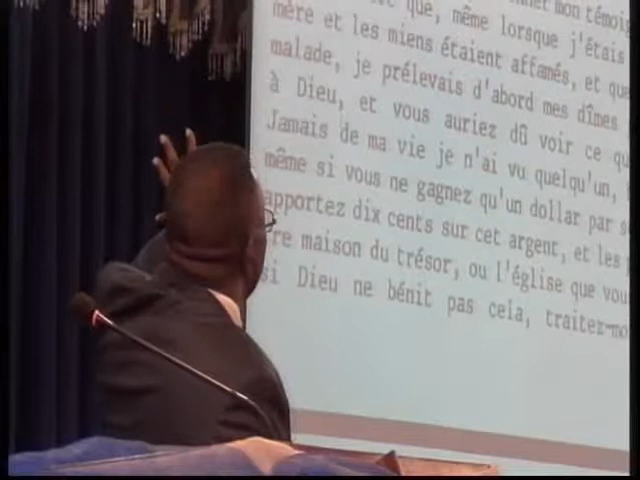 mon témoig
que, même lorsque j'étais
mère et les miens étaient affamés, et que
malade, je prélevais d'abord mes dîmes
à Dieu, et vous auriez dû voir ce qu
Jamais de ma vie je n'ai vu quelqu'un,
même si vous ne gagnez qu'un dollar par s
apportez dix cents sur cet argent, et les
re maison du trésor, ou l'église que vou
si Dieu ne bénit pas cela, traitez-mo